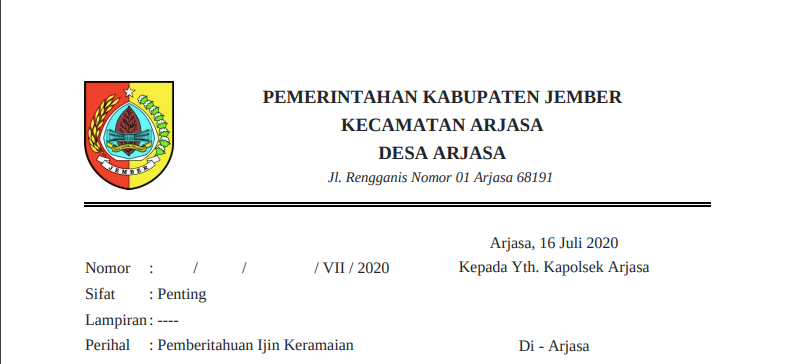 PEMERINTAHAN KABUPATEN JEMBER
KECAMATAN ARJASA
DESA ARJASA
Jl. Rengganis Nomor 01 Arjasa 68191
JEMBER
Arjasa, 16 Juli 2020
Nomor : / / / VII / 2020
Kepada Yth. Kapolsek Arjasa
Sifat : Penting
Lampiran : ----
Perihal : Pemberitahuan Ijin Keramaian
Di - Arjasa